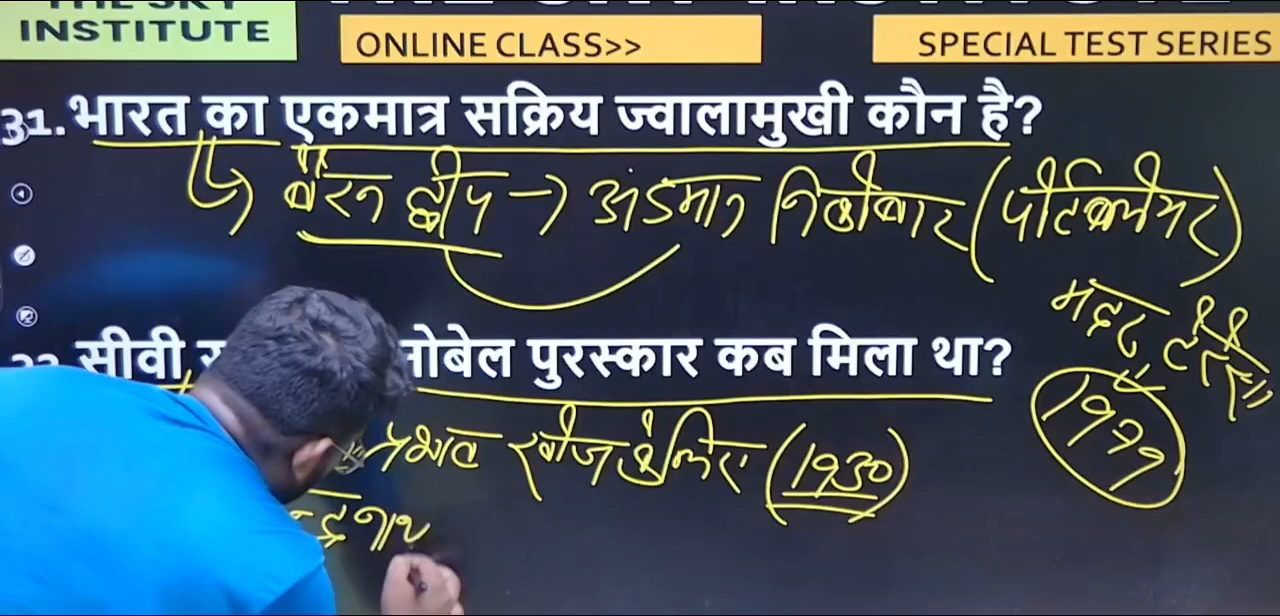 INSTITUTE
ONLINE CLASS>>
SPECIAL TEST SERIES
31. भारत का एकमात्र सक्रिय ज्वालामुखी कौन है?
बैरन द्वीप → अंडमान निकोबार (पोर्टब्लेयर)
सीवी नोबेल पुरस्कार कब मिला था?
मदर टेरेसा
1979
प्रभाव खोज के लिए (1930)